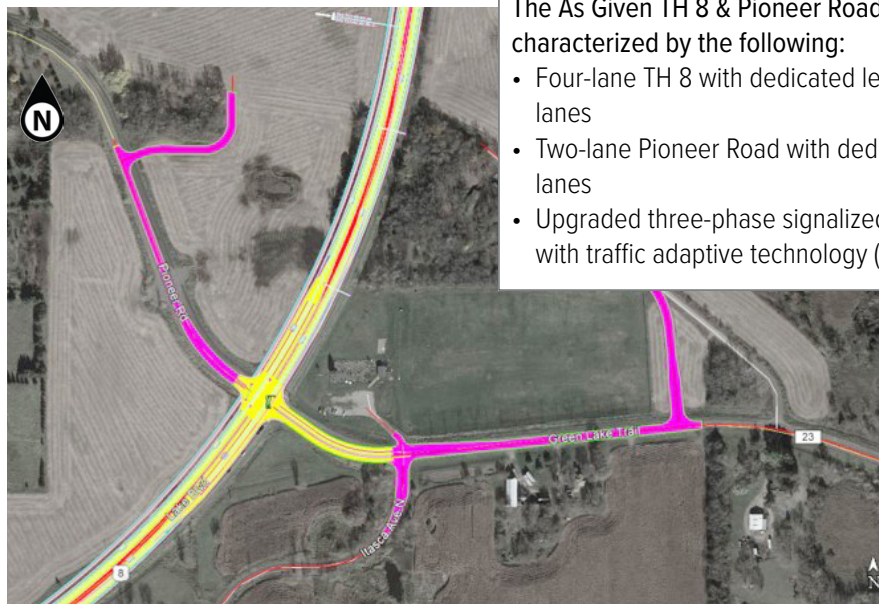 The As Given TH 8 & Pioneer Road
characterized by the following:
• Four-lane TH 8 with dedicated le
lanes
• Two-lane Pioneer Road with ded
lanes
• Upgraded three-phase signalized
with traffic adaptive technology (
N
Pioneer Rd
Green Lake Trail
23
Lake Blvd
Itasca Ave N
8
N